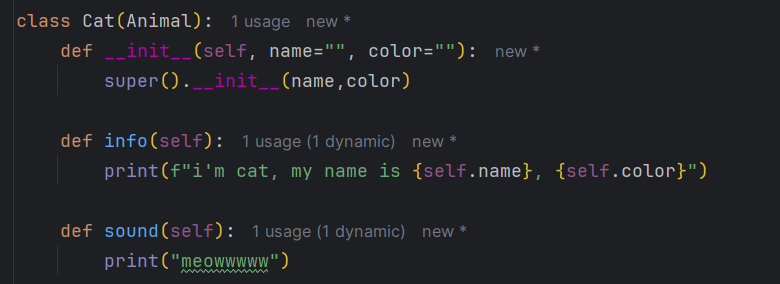 class Cat(Animal): 1 usage new *
def __init__(self, name="", color=""): new *
super().__init__(name,color)
def info(self): 1 usage (1 dynamic) new *
print(f"i'm cat, my name is {self.name}, {self.color}")
def sound(self): 1 usage (1 dynamic) new *
print("meowwwww")